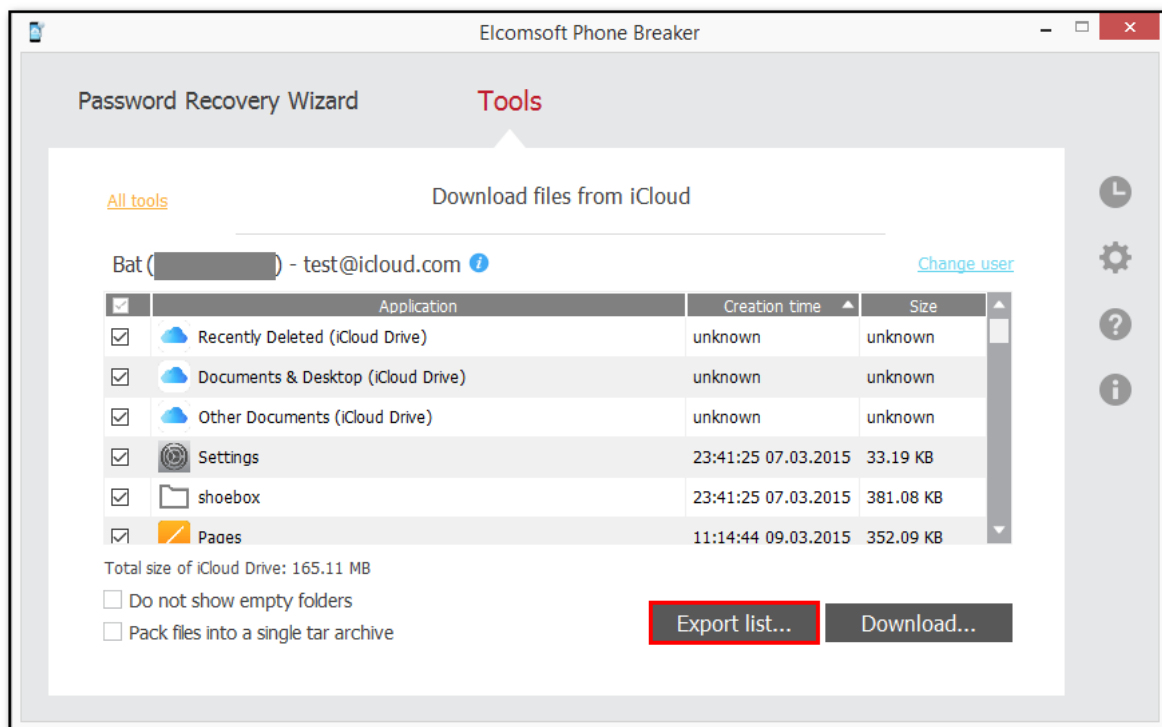 Elcomsoft Phone Breaker
Password Recovery Wizard Tools
All tools Download files from iCloud
Bat ( ) - test@icloud.com i Change user
Application Creation time Size
Recently Deleted (iCloud Drive) unknown unknown
Documents & Desktop (iCloud Drive) unknown unknown
Other Documents (iCloud Drive) unknown unknown
Settings 23:41:25 07.03.2015 33.19 KB
shoebox 23:41:25 07.03.2015 381.08 KB
Pages 11:14:44 09.03.2015 352.09 KB
Total size of iCloud Drive: 165.11 MB
Do not show empty folders
Pack files into a single tar archive
Export list... Download...